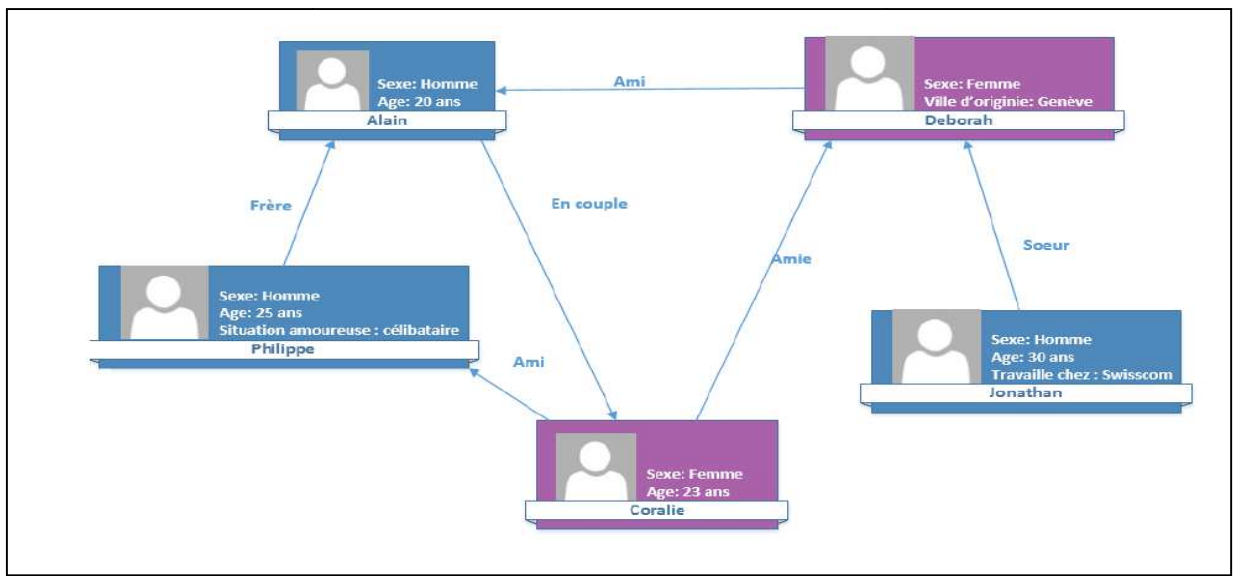 Sexe: Homme
Age: 20 ans
Alain
Ami
Sexe: Femme
Ville d'originie: Genève
Deborah
Frère
En couple
Amie
Soeur
Sexe: Homme
Age: 25 ans
Situation amoureuse : célibataire
Philippe
Ami
Sexe: Homme
Age: 30 ans
Travaille chez : Swisscom
Jonathan
Sexe: Femme
Age: 23 ans
Coralie